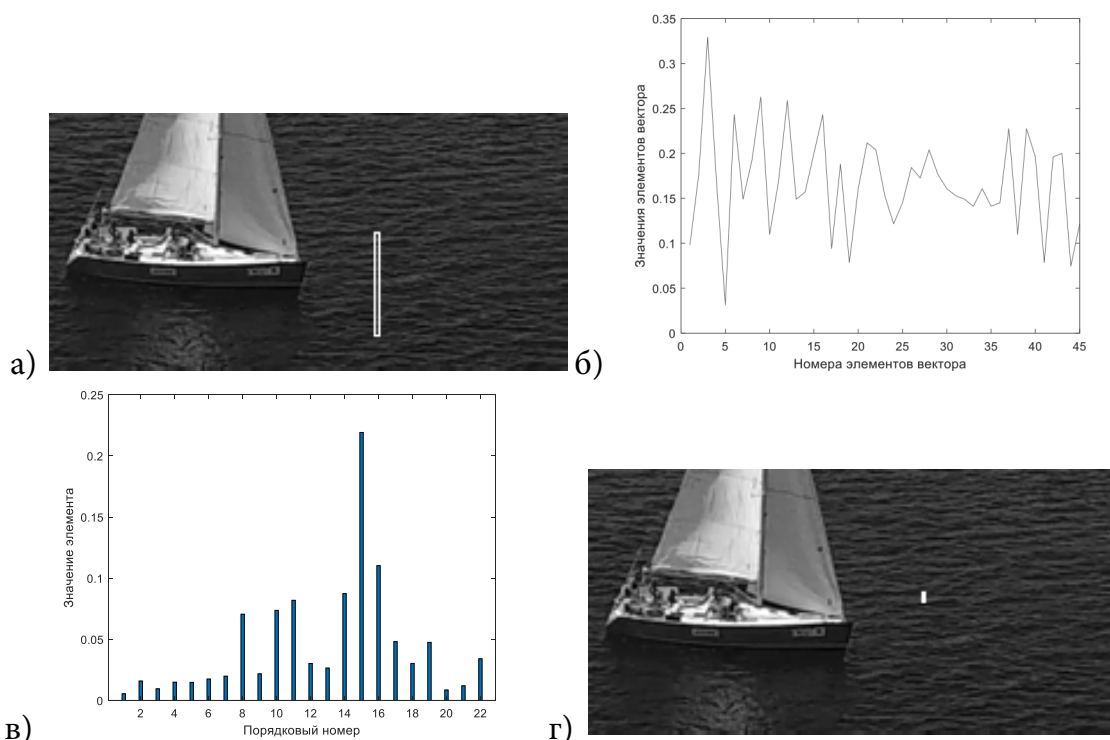 а)
0.35
0.3
0.25
0.2
0.15
0.1
0.05
0
0 5 10 15 20 25 30 35 40 45
Значения элементов вектора
Номера элементов вектора
б)
0.25
0.2
0.15
0.1
0.05
0
2 4 6 8 10 12 14 16 18 20 22
Значение элемента
Порядковый номер
в)
г)